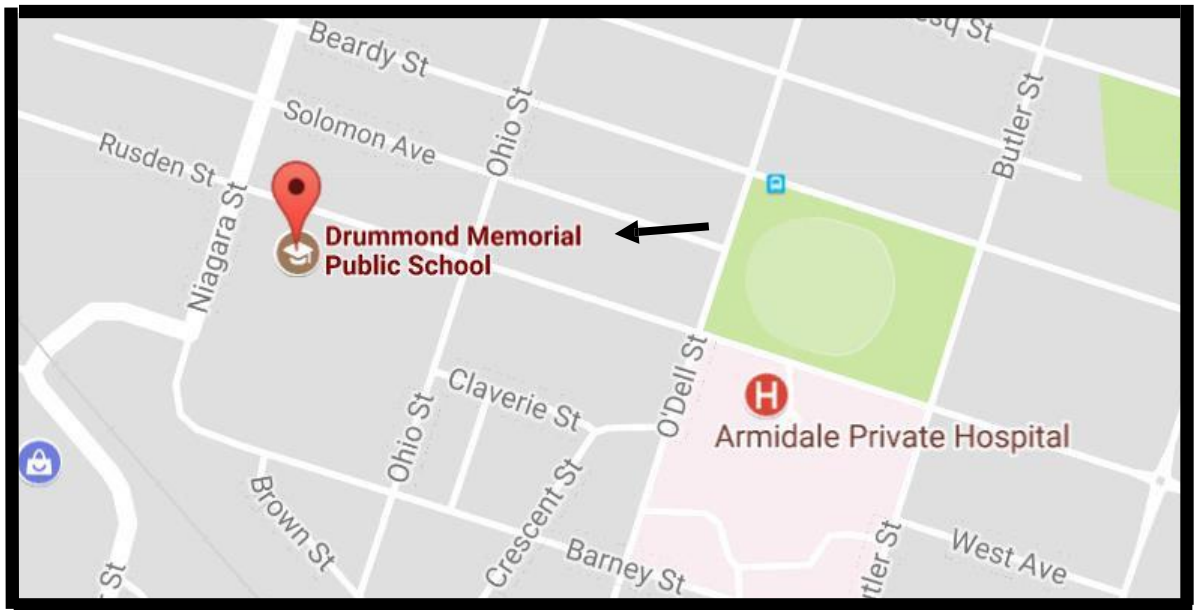 Beardy St
Solomon Ave
Ohio St
Butler St
Rusden St
Niagara St
Drummond Memorial
Public School
O'Dell St
H
Armidale Private Hospital
Claverie St
Ohio St
Crescent St
Brown St
Barney St
West Ave
St